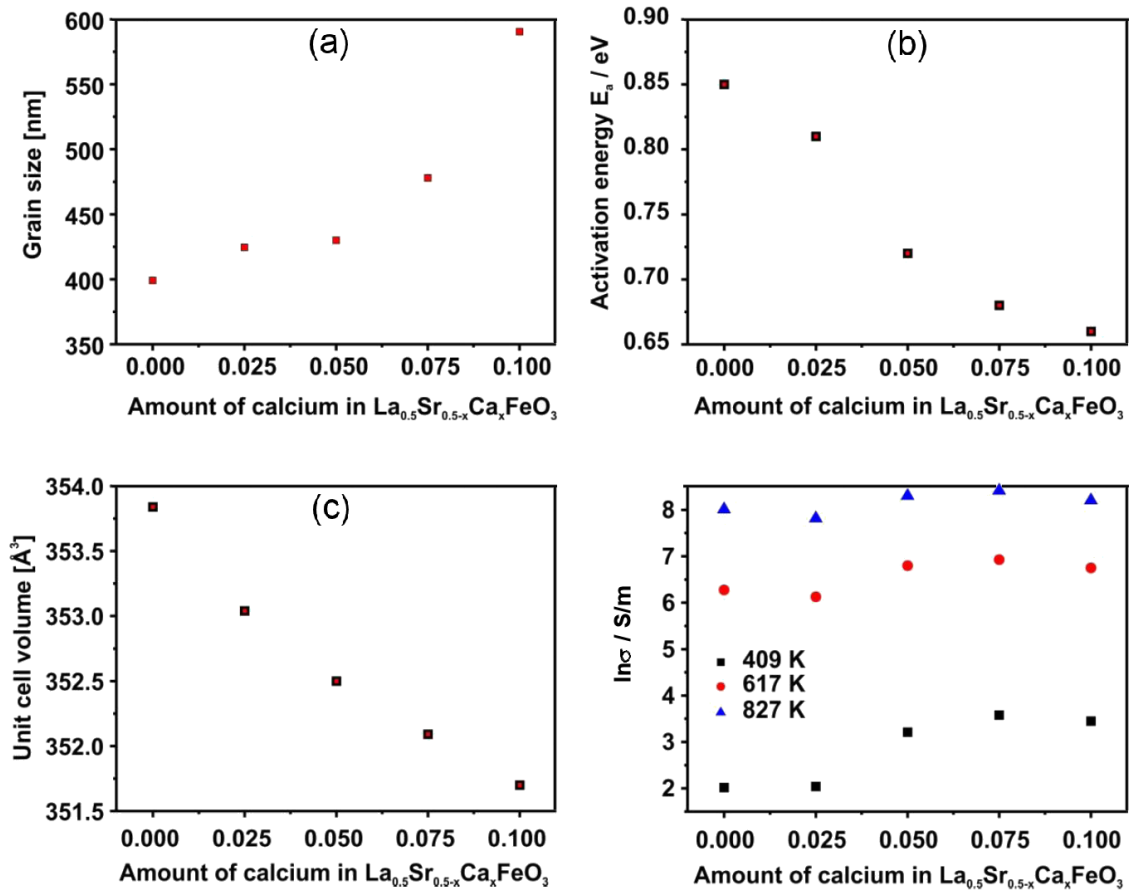 (a)
Grain size [nm]
600
550
500
450
400
350
0.000 0.025 0.050 0.075 0.100
Amount of calcium in La₀.₅Sr₀.₅₋ₓCaₓFeO₃
(b)
Activation energy Eₐ / eV
0.90
0.85
0.80
0.75
0.70
0.65
0.000 0.025 0.050 0.075 0.100
Amount of calcium in La₀.₅Sr₀.₅₋ₓCaₓFeO₃
(c)
Unit cell volume [Å³]
354.0
353.5
353.0
352.5
352.0
351.5
0.000 0.025 0.050 0.075 0.100
Amount of calcium in La₀.₅Sr₀.₅₋ₓCaₓFeO₃
lnσ / S/m
8
7
6
5
4
3
2
409 K
617 K
827 K
0.000 0.025 0.050 0.075 0.100
Amount of calcium in La₀.₅Sr₀.₅₋ₓCaₓFeO₃